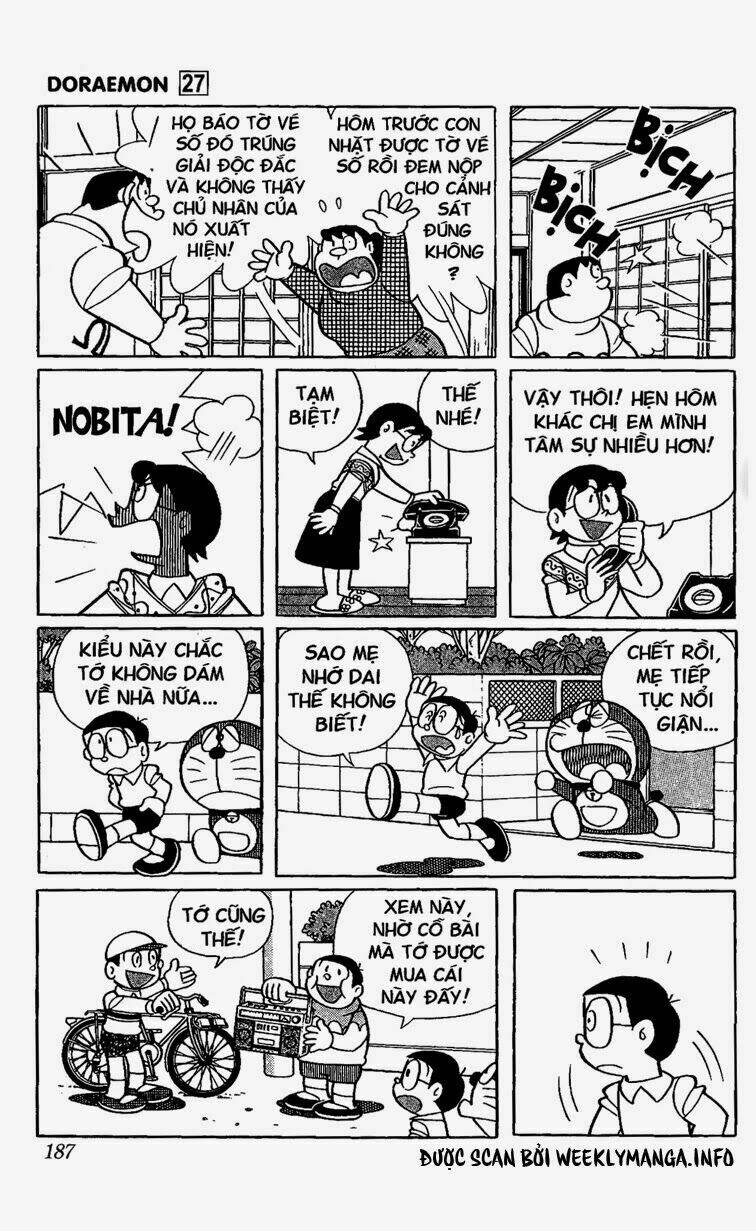 DORAEMON 27
BỊCH
BỊCH
HÔM TRƯỚC CON
NHẶT ĐƯỢC TỜ VÉ
SỐ RỒI ĐEM NỘP
CHO CẢNH
SÁT
ĐÚNG
KHÔNG
?
HỌ BÁO TỜ VÉ
SỐ ĐÓ TRÚNG
GIẢI ĐỘC ĐẮC
VÀ KHÔNG THẤY
CHỦ NHÂN CỦA
NÓ XUẤT
HIỆN!
VẬY THÔI! HẸN HÔM
KHÁC CHỊ EM MÌNH
TÂM SỰ NHIỀU HƠN!
THẾ
NHÉ!
TẠM
BIỆT!
NOBITA!
CHẾT RỒI,
MẸ TIẾP
TỤC NỔI
GIẬN...
SAO MẸ
NHỚ DAI
THẾ KHÔNG
BIẾT!
KIỂU NÀY CHẮC
TỚ KHÔNG DÁM
VỀ NHÀ NỮA...
XEM NÀY,
NHỜ CỖ BÀI
MÀ TỚ ĐƯỢC
MUA CÁI
NÀY ĐẤY!
TỚ CŨNG
THẾ!
187
ĐƯỢC SCAN BỞI WEEKLYMANGA.INFO